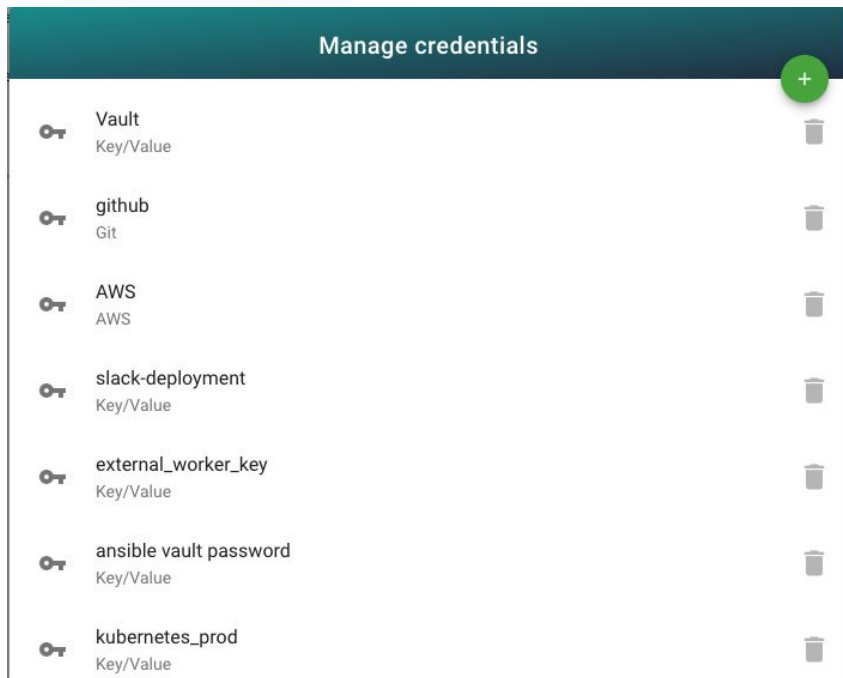 Manage credentials
+
Vault
Key/Value
github
Git
AWS
AWS
slack-deployment
Key/Value
external_worker_key
Key/Value
ansible vault password
Key/Value
kubernetes_prod
Key/Value